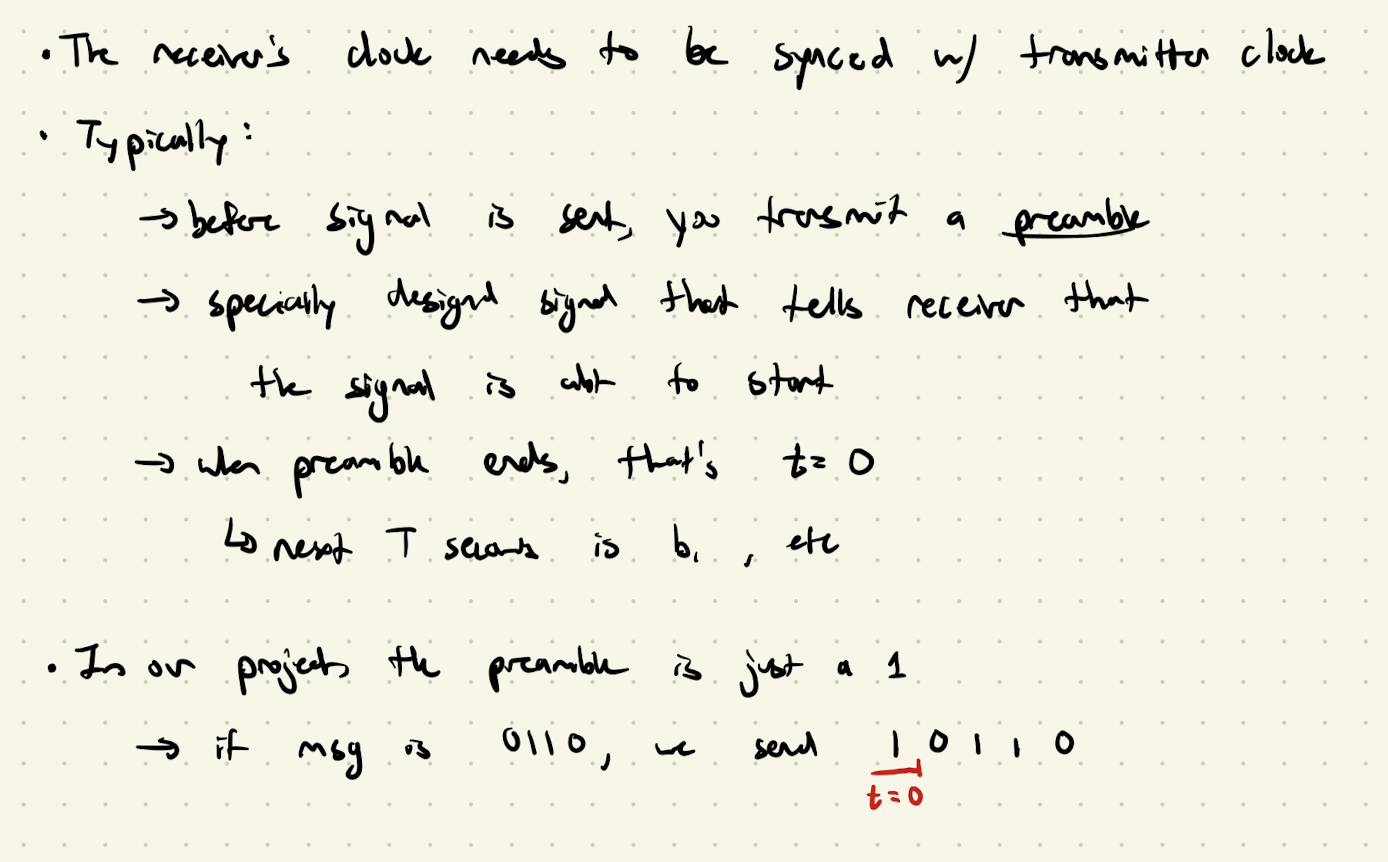 • The receiver's clock needs to be synced w/ transmitter clock
• Typically:
→ before signal is sent, you transmit a preamble
→ specially designed signal that tells receiver that
the signal is abt to start
→ when preamble ends, that's t=0
↳ next T seconds is b₁, etc
• In our projects the preamble is just a 1
→ if msg is 0110, we send 1 0 1 1 0
t=0